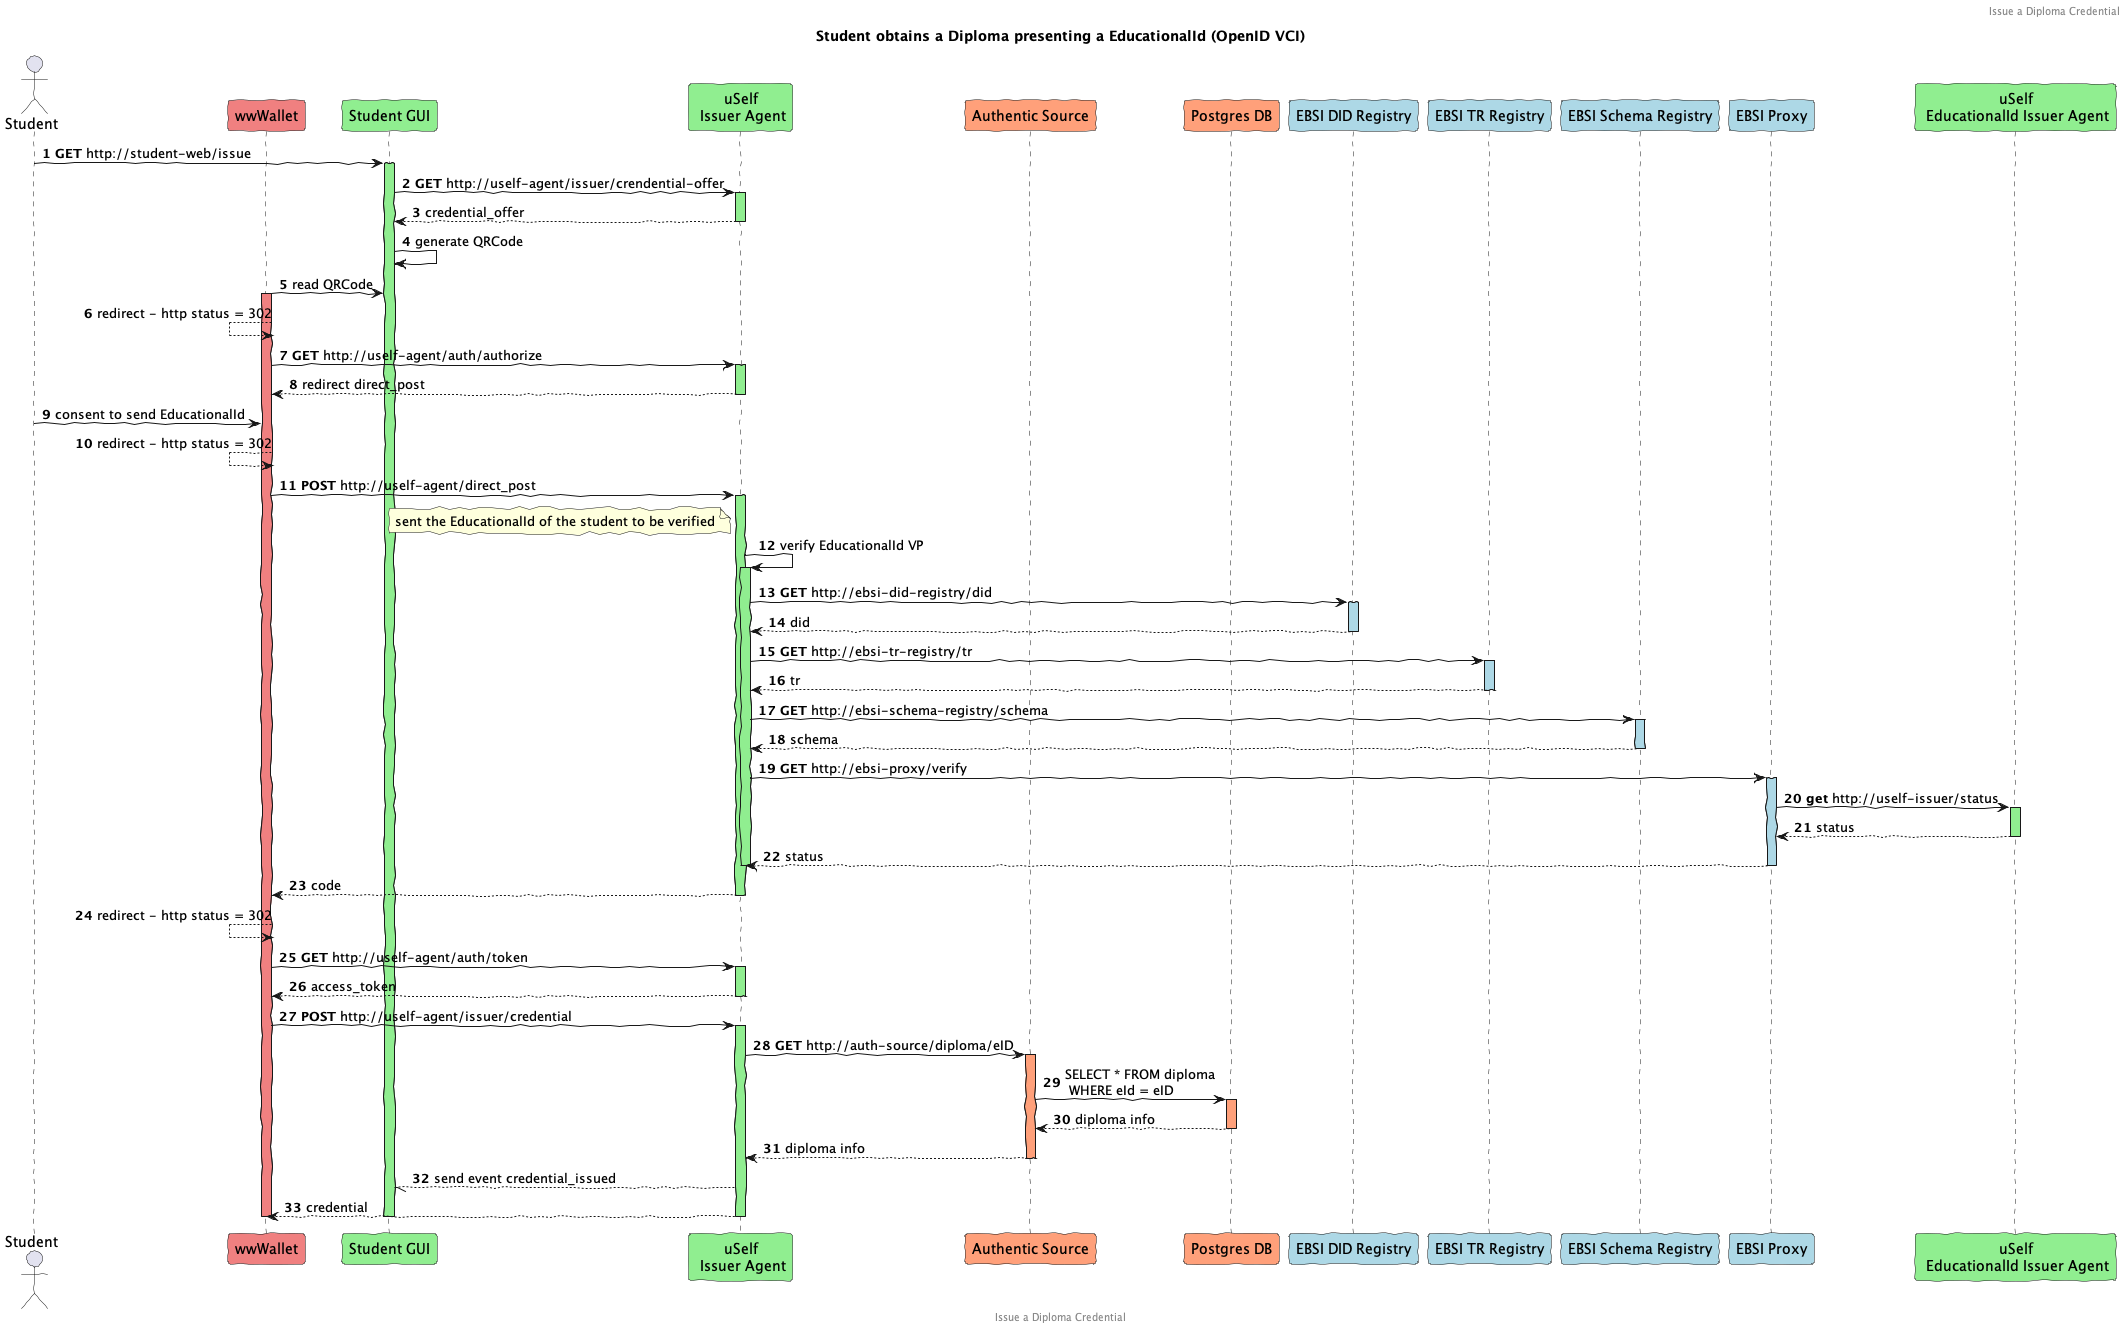 Issue a Diploma Credential
Student obtains a Diploma presenting a EducationalId (OpenID VCI)
Student
wwWallet
Student GUI
uSelf
Issuer Agent
Authentic Source
Postgres DB
EBSI DID Registry
EBSI TR Registry
EBSI Schema Registry
EBSI Proxy
uSelf
EducationalId Issuer Agent
1 GET http://student-web/issue
2 GET http://uself-agent/issuer/crendential-offer
3 credential_offer
4 generate QRCode
5 read QRCode
6 redirect - http status = 302
7 GET http://uself-agent/auth/authorize
8 redirect direct_post
9 consent to send EducationalId
10 redirect - http status = 302
11 POST http://uself-agent/direct_post
sent the EducationalId of the student to be verified
12 verify EducationalId VP
13 GET http://ebsi-did-registry/did
14 did
15 GET http://ebsi-tr-registry/tr
16 tr
17 GET http://ebsi-schema-registry/schema
18 schema
19 GET http://ebsi-proxy/verify
20 get http://uself-issuer/status
21 status
22 status
23 code
24 redirect - http status = 302
25 GET http://uself-agent/auth/token
26 access_token
27 POST http://uself-agent/issuer/credential
28 GET http://auth-source/diploma/eID
29 SELECT * FROM diploma
WHERE eId = eID
30 diploma info
31 diploma info
32 send event credential_issued
33 credential
Student
wwWallet
Student GUI
uSelf
Issuer Agent
Authentic Source
Postgres DB
EBSI DID Registry
EBSI TR Registry
EBSI Schema Registry
EBSI Proxy
uSelf
EducationalId Issuer Agent
Issue a Diploma Credential